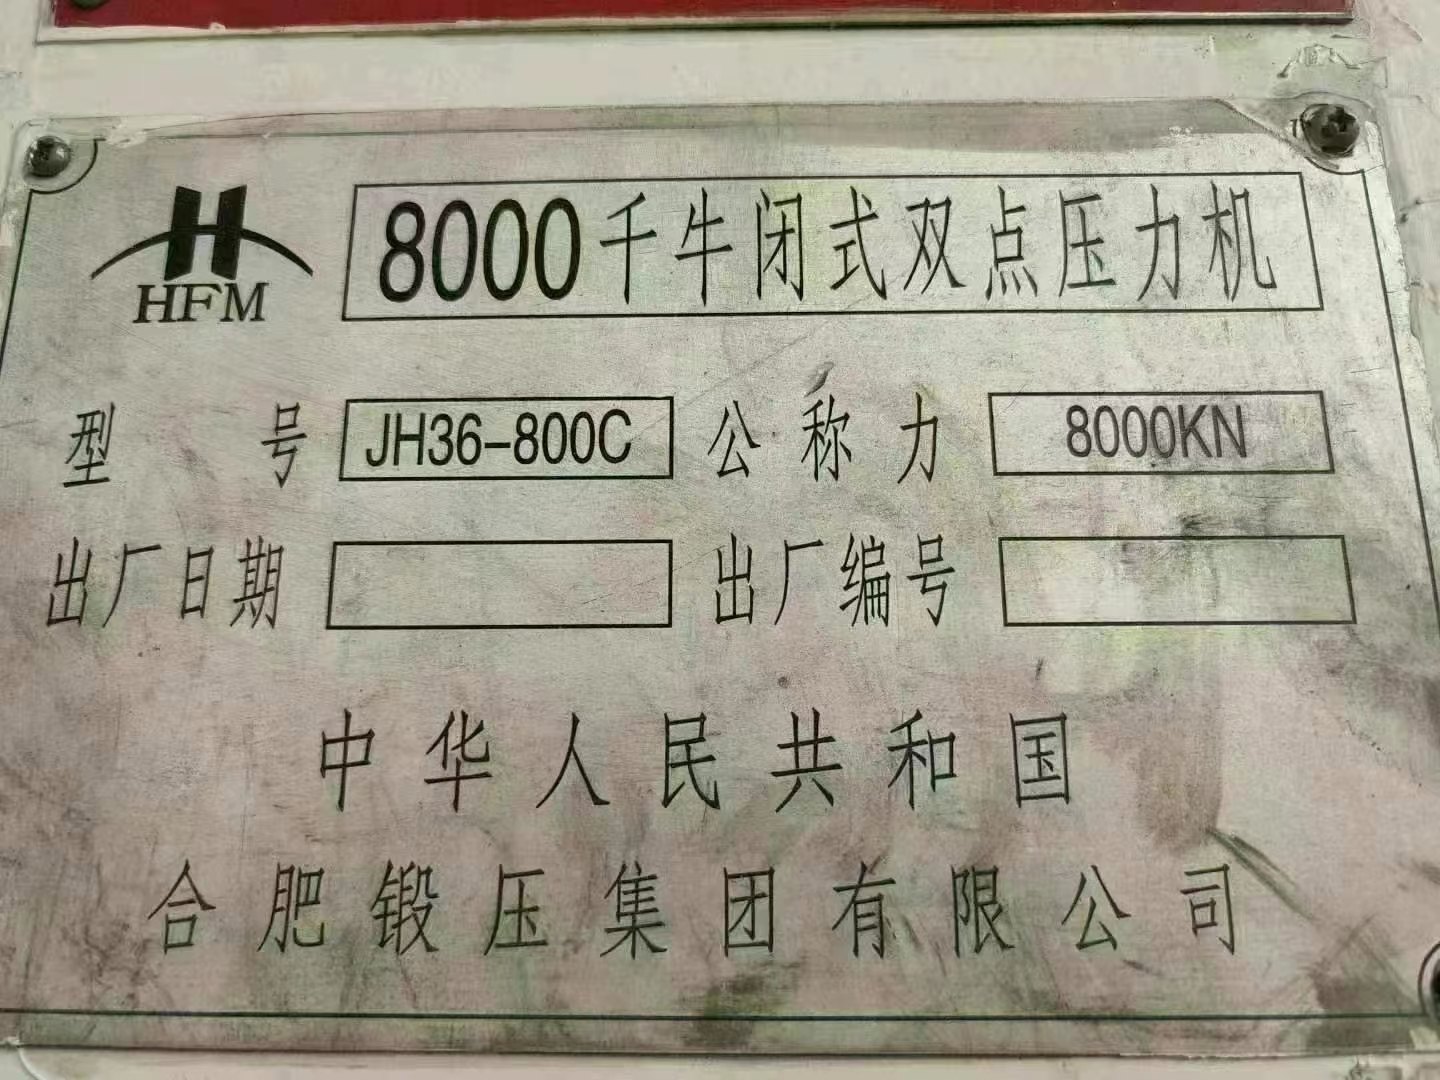 HFM
8000千牛闭式双点压力机
型号 JH36-800C 公称力 8000KN
出厂日期 出厂编号
中华人民共和国
合肥锻压集团有限公司